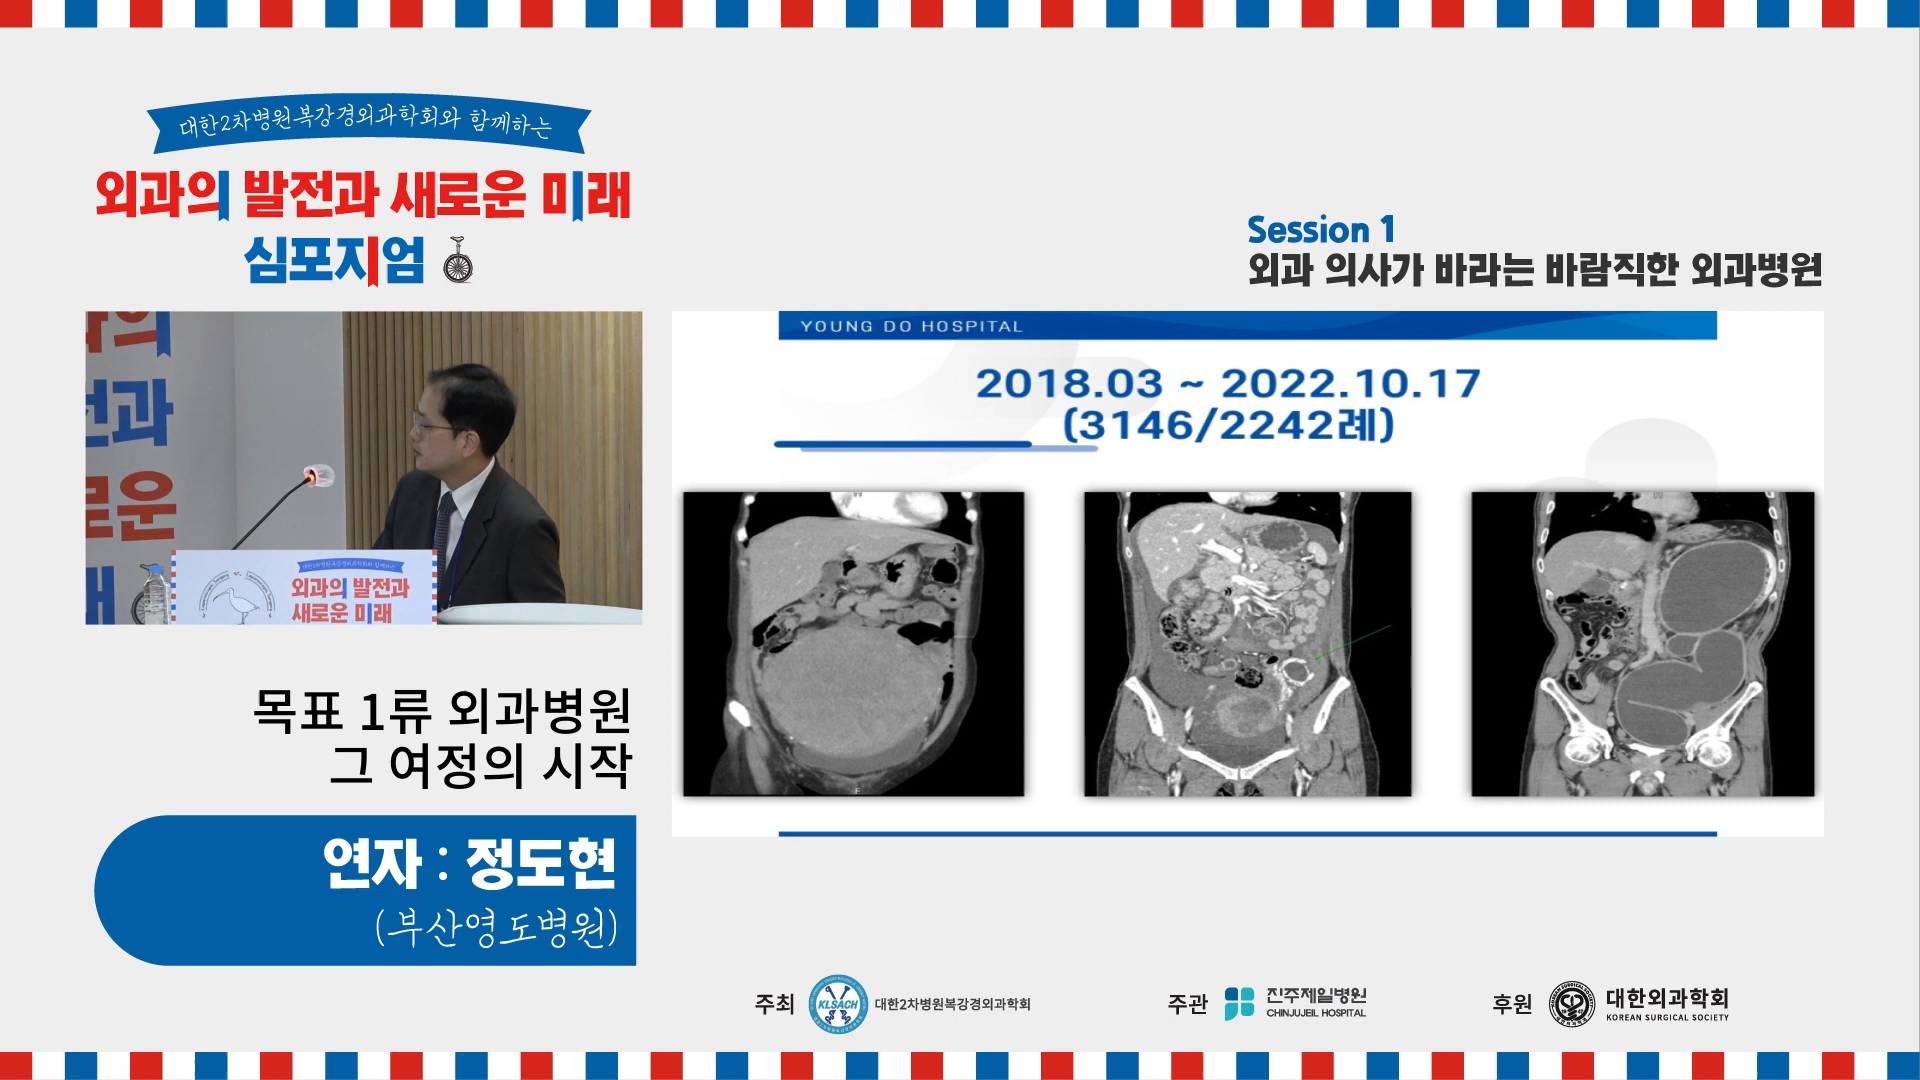 대한2차병원복강경외과학회와 함께하는
외과의 발전과 새로운 미래
심포지엄
Session 1
외과 의사가 바라는 바람직한 외과병원
YOUNG DO HOSPITAL
2018.03 ~ 2022.10.17
(3146/2242례)
외과의 발전과
새로운 미래
목표 1류 외과병원
그 여정의 시작
연자 : 정도현
(부산영도병원)
주최
KLSACH
대한2차병원복강경외과학회
주관
진주제일병원
CHINJUJEIL HOSPITAL
후원
대한외과학회
KOREAN SURGICAL SOCIETY